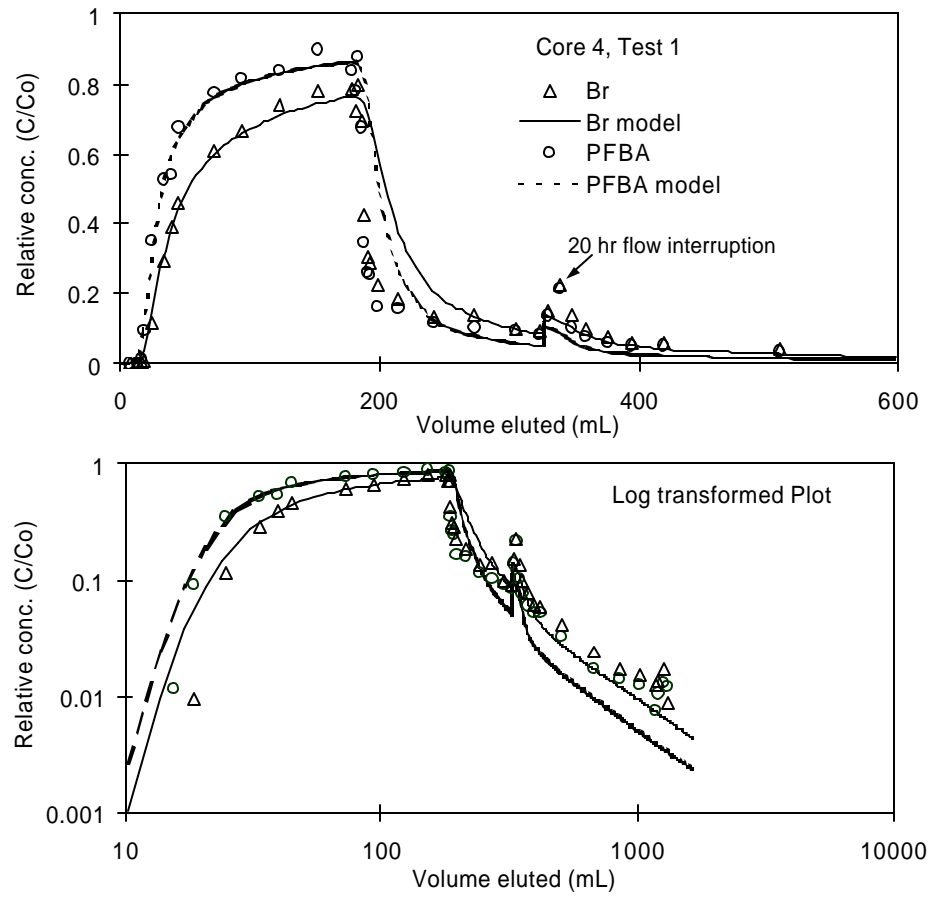 1
0.8
0.6
0.4
0.2
0
Relative conc. (C/Co)
Core 4, Test 1
Br
Br model
PFBA
PFBA model
20 hr flow interruption
0 200 400 600
Volume eluted (mL)
1
0.1
0.01
0.001
Relative conc. (C/Co)
Log transformed Plot
10 100 1000 10000
Volume eluted (mL)